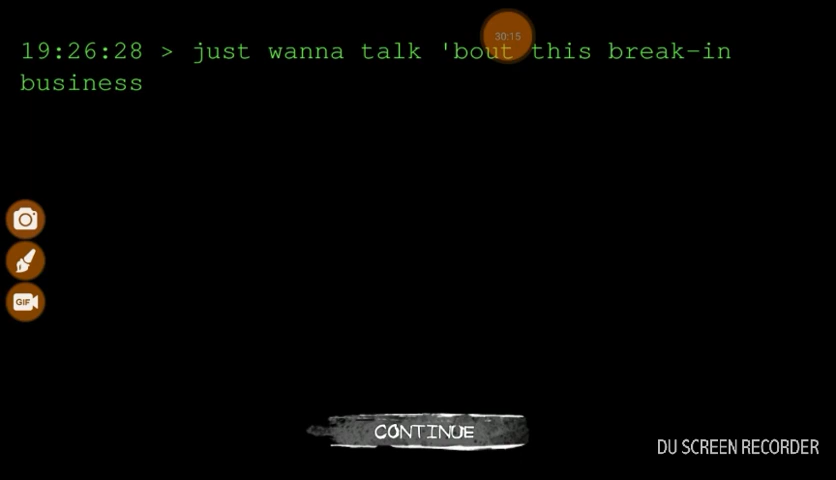 30:15
19:26:28 > just wanna talk 'bout this break-in
business
GIF
CONTINUE
DU SCREEN RECORDER